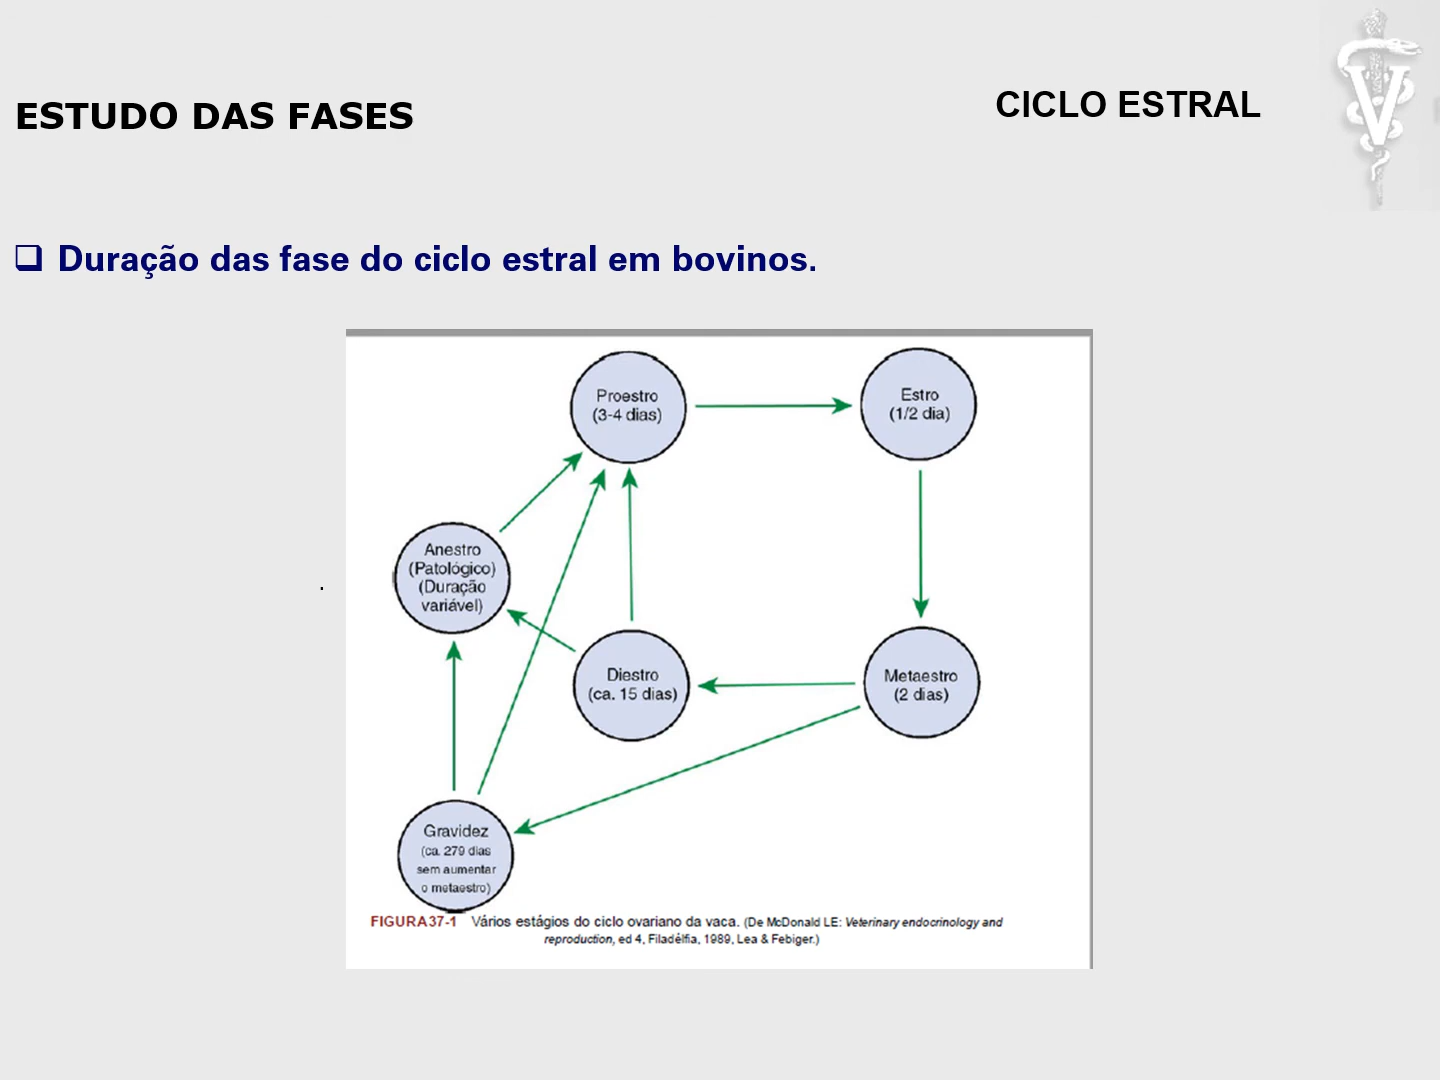 ESTUDO DAS FASES
CICLO ESTRAL
V
❑ Duração das fase do ciclo estral em bovinos.
Proestro
(3-4 dias)
Estro
(1/2 dia)
Anestro
(Patológico)
(Duração
variável)
.
Diestro
(ca. 15 dias)
Metaestro
(2 dias)
Gravidez
(ca. 279 dias
sem aumentar
o metaestro)
FIGURA 37-1 Vários estágios do ciclo ovariano da vaca. (De McDonald LE: Veterinary endocrinology and
reproduction, ed 4, Filadélfia, 1989, Lea & Febiger.)